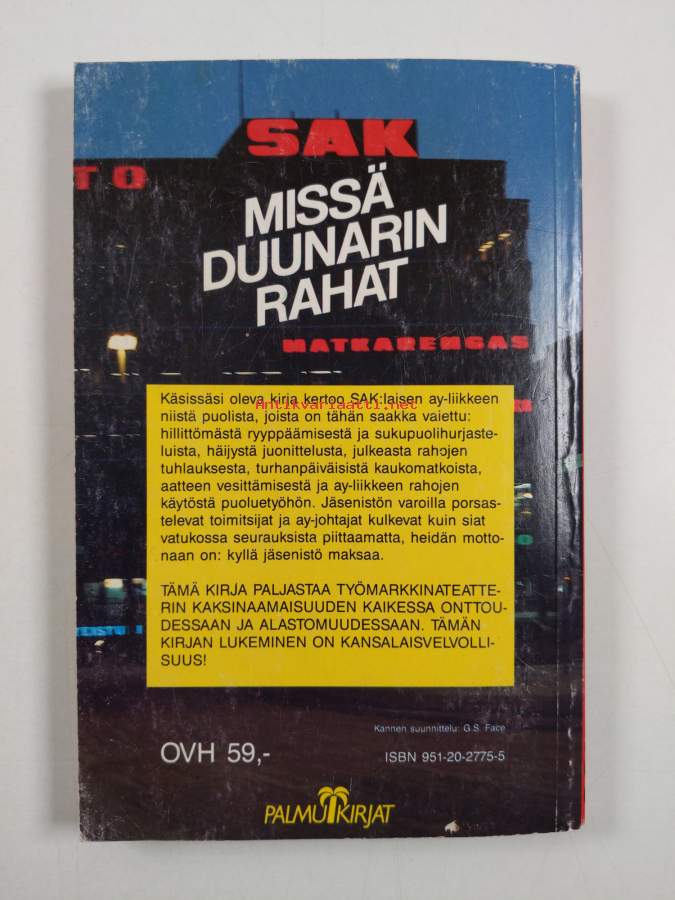 SAK
TO
MISSÄ
DUUNARIN
RAHAT
MATKARENGAS
Käsissäsi oleva kirja kertoo SAK:laisen ay-liikkeen
Antikvariaatti.net
niistä puolista, joista on tähän saakka vaiettu:
hillittömästä ryyppäämisestä ja sukupuolihurjaste-
luista, häijystä juonittelusta, julkeasta rahojen
tuhlauksesta, turhanpäiväisistä kaukomatkoista,
aatteen vesittämisestä ja ay-liikkeen rahojen
käytöstä puoluetyöhön. Jäsenistön varoilla porsas-
televat toimitsijat ja ay-johtajat kulkevat kuin siat
vatukossa seurauksista piittaamatta, heidän motto-
naan on: kyllä jäsenistö maksaa.
TÄMÄ KIRJA PALJASTAA TYÖMARKKINATEATTE-
RIN KAKSINAAMAISUUDEN KAIKESSA ONTTOU-
DESSAAN JA ALASTOMUUDESSAAN. TÄMÄN
KIRJAN LUKEMINEN ON KANSALAISVELVOLLI-
SUUS!
Kannen suunnittelu: G.S. Face
OVH 59,-
ISBN 951-20-2775-5
PALMUKIRJAT